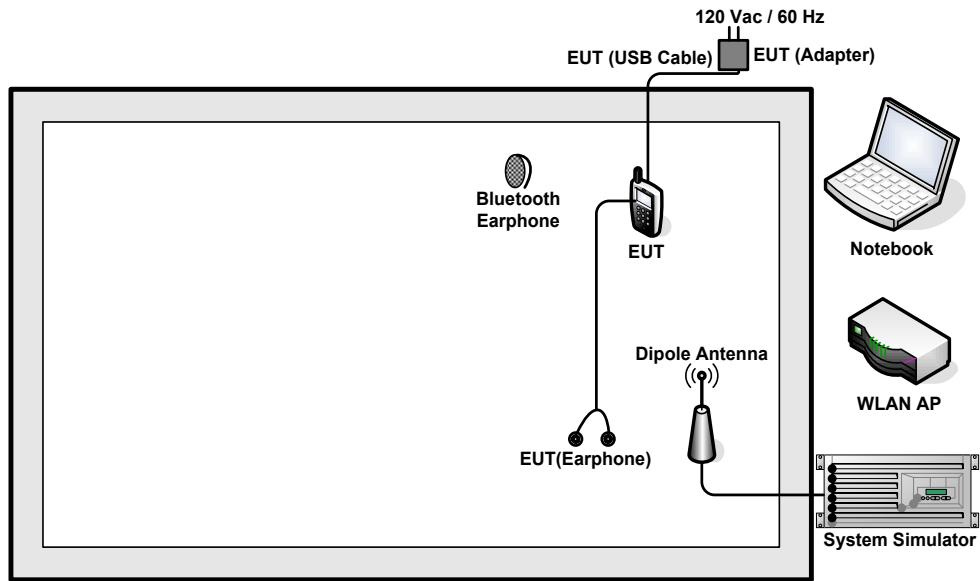 120 Vac / 60 Hz
EUT (USB Cable)
EUT (Adapter)
Bluetooth
Earphone
EUT
Notebook
Dipole Antenna
WLAN AP
EUT(Earphone)
System Simulator